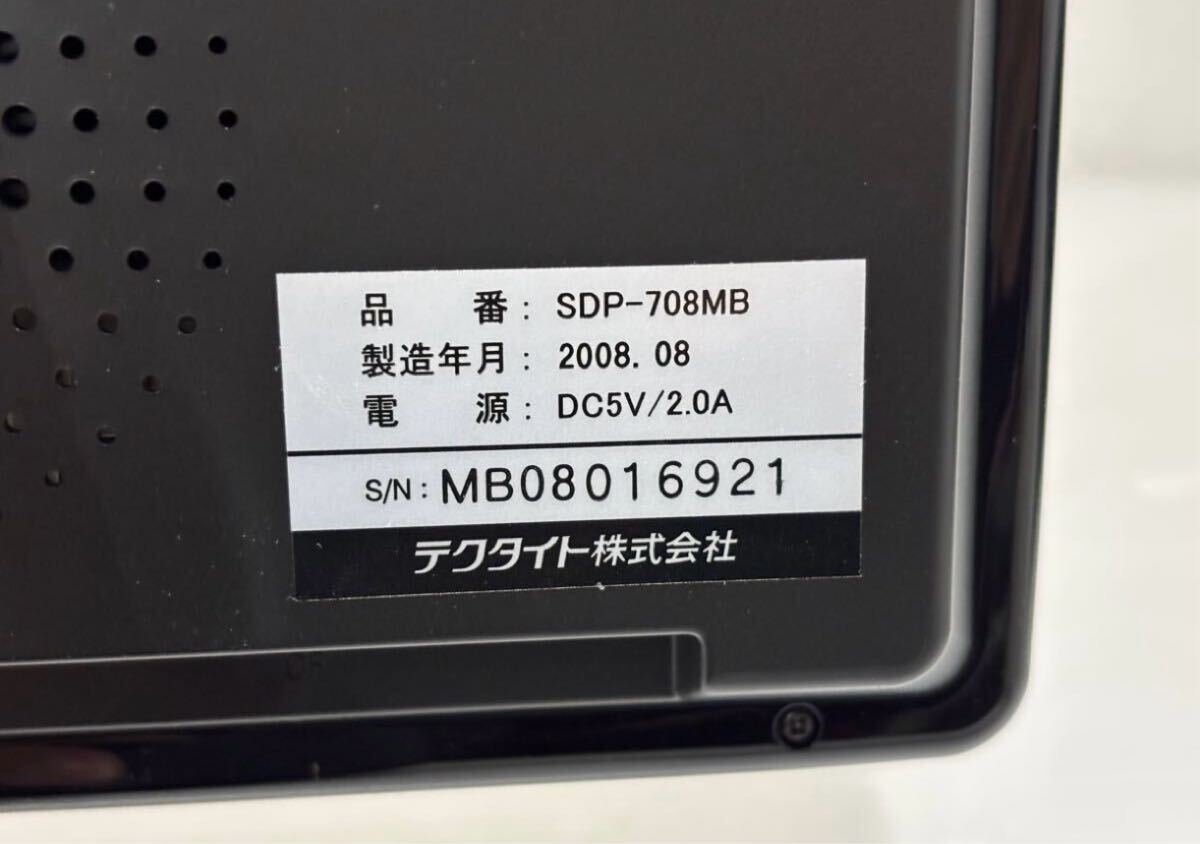 品　番：SDP-708MB
製造年月：2008.08
電　源：DC5V/2.0A
S/N：MB08016921
テクタイト株式会社